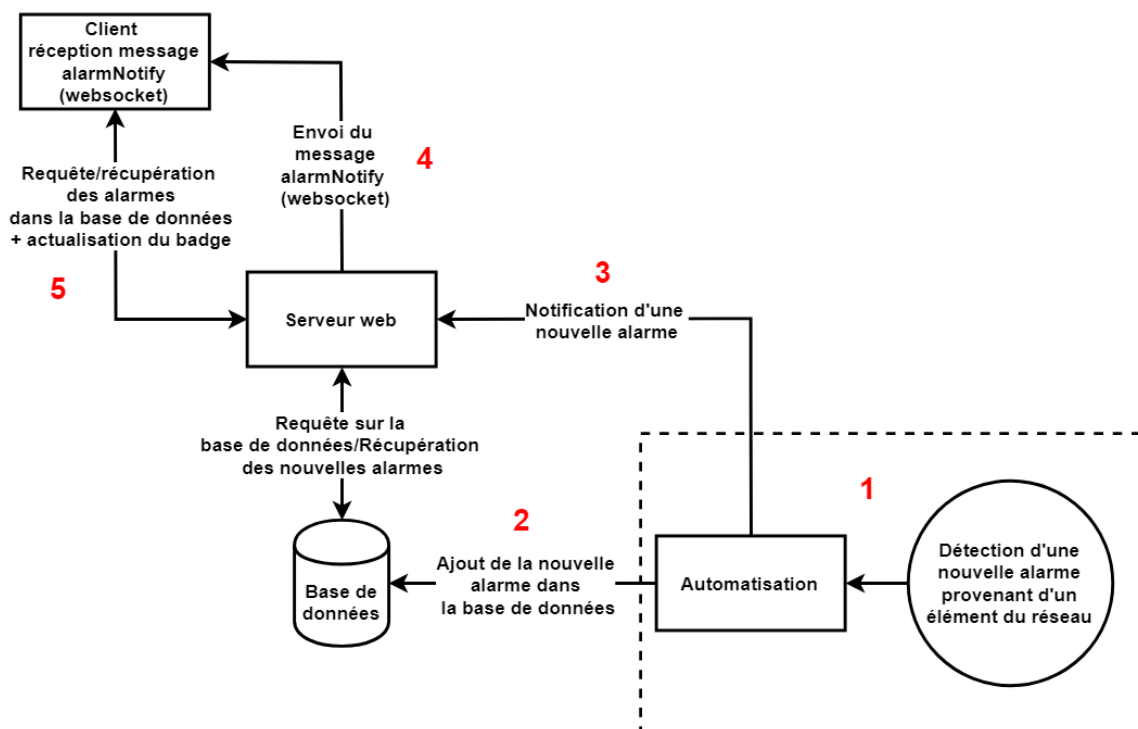 Client
réception message
alarmNotify
(websocket)
Envoi du
message
alarmNotify
(websocket)
4
Requête/récupération
des alarmes
dans la base de données
+ actualisation du badge
5
3
Serveur web
Notification d'une
nouvelle alarme
Requête sur la
base de données/Récupération
des nouvelles alarmes
1
2
Ajout de la nouvelle
alarme dans
la base de données
Base de
données
Automatisation
Détection d'une
nouvelle alarme
provenant d'un
élément du réseau